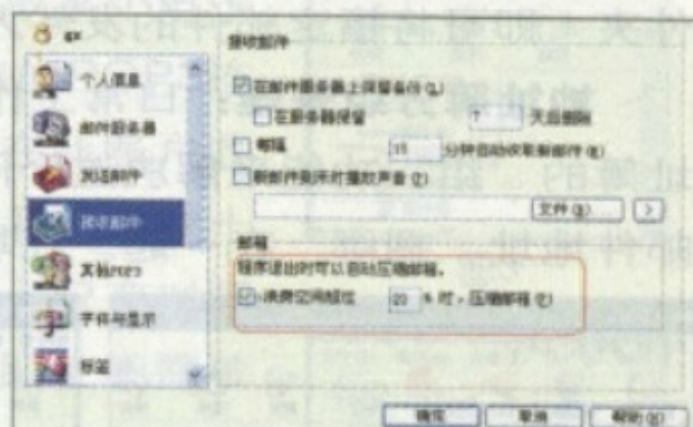 qx
个人信息
邮件服务器
发送邮件
接收邮件
其他POP3
字体与显示
标签
接收邮件
在邮件服务器上保留备份(L)
在服务器保留 7 天后删除
每隔 15 分钟自动收取新邮件(K)
新邮件到来时播放声音(P)
文件(B)... >
邮箱
程序退出时可以自动压缩邮箱。
浪费空间超过 20 % 时，压缩邮箱(P)
确定 取消 帮助(H)